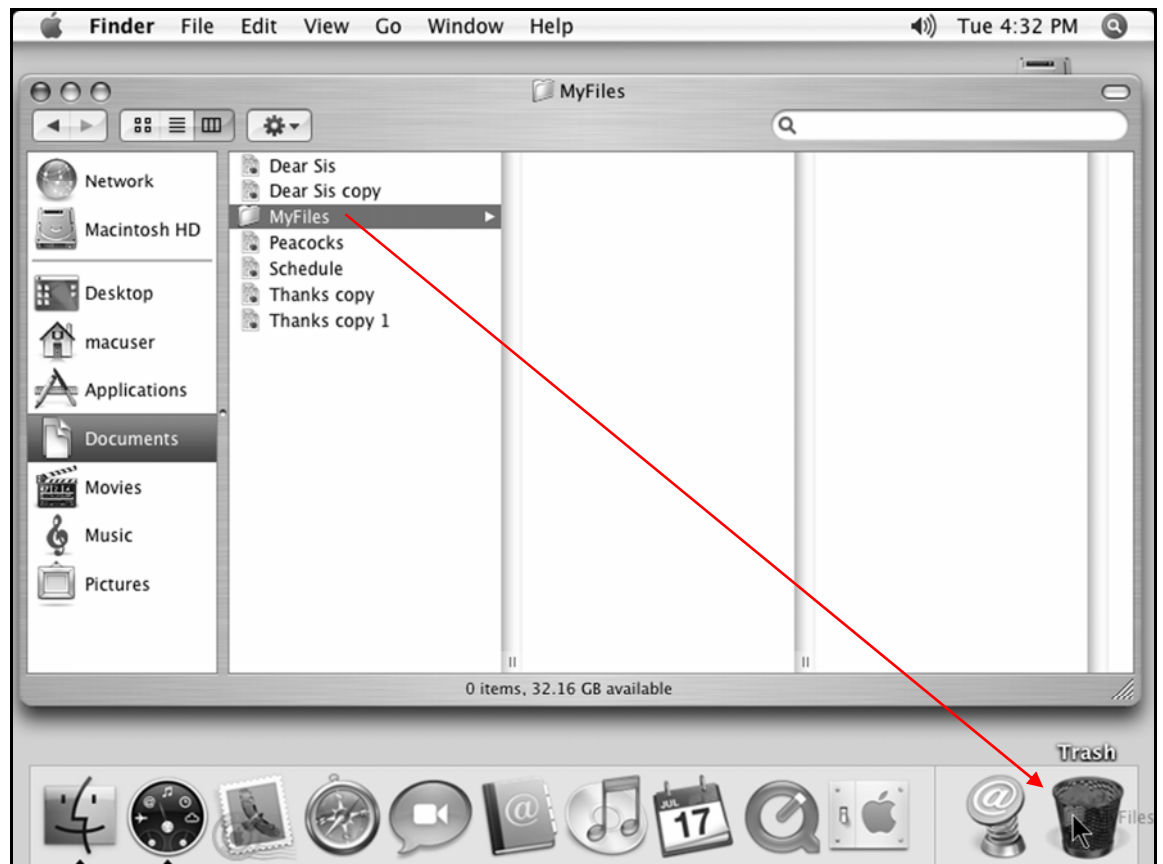 Finder File Edit View Go Window Help Tue 4:32 PM
MyFiles
Network
Macintosh HD
Desktop
macuser
Applications
Documents
Movies
Music
Pictures
Dear Sis
Dear Sis copy
MyFiles
Peacocks
Schedule
Thanks copy
Thanks copy 1
0 items, 32.16 GB available
Trash
@
JUL
17
@
MyFiles